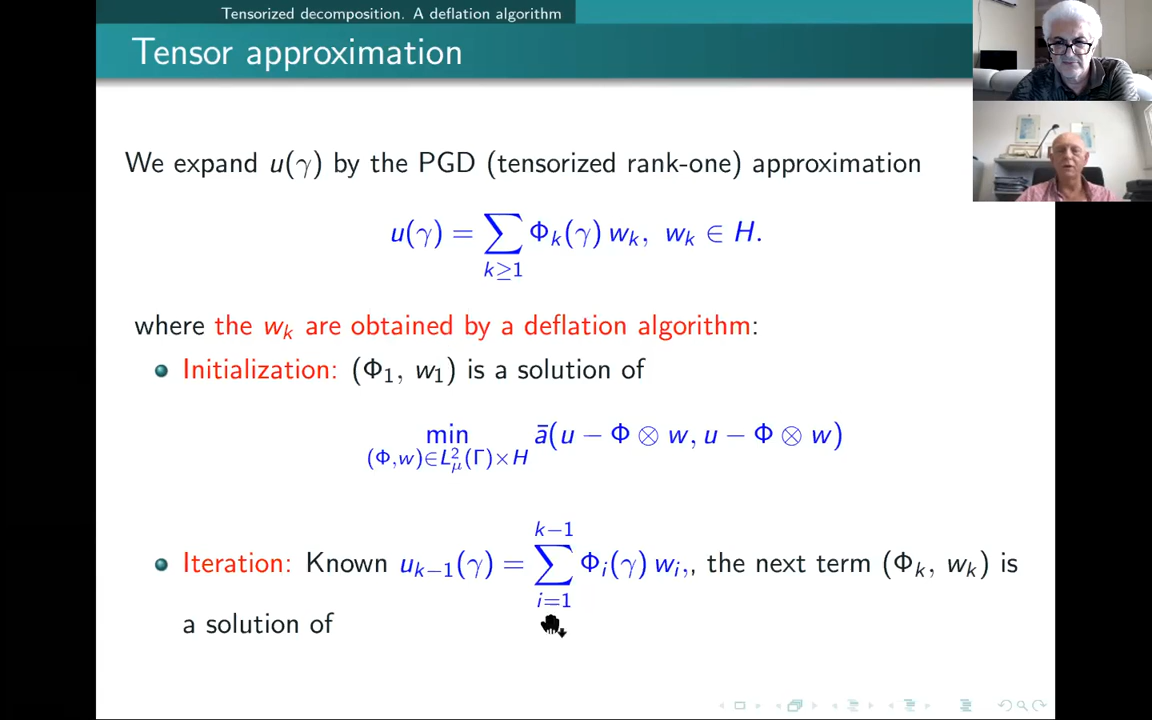 Tensorized decomposition. A deflation algorithm
Tensor approximation
We expand u(γ) by the PGD (tensorized rank-one) approximation
u(γ) = ∑_{k≥1} Φ_k(γ) w_k, w_k ∈ H.
where the w_k are obtained by a deflation algorithm:
Initialization: (Φ_1, w_1) is a solution of
min_{(Φ,w)∈L²_μ(Γ)×H} ā(u − Φ ⊗ w, u − Φ ⊗ w)
Iteration: Known u_{k−1}(γ) = ∑_{i=1}^{k−1} Φ_i(γ) w_i,, the next term (Φ_k, w_k) is
a solution of